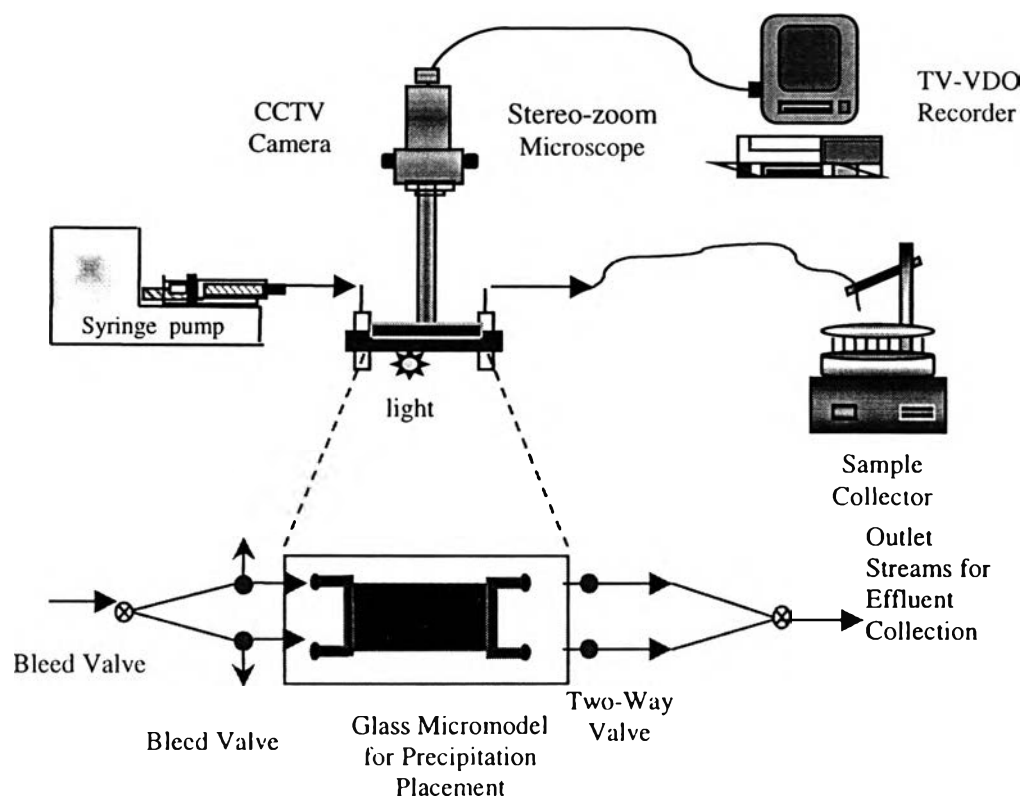 CCTV
Camera
Stereo-zoom
Microscope
TV-VDO
Recorder
Syringe pump
light
Sample
Collector
Outlet
Streams for
Effluent
Collection
Bleed Valve
Bleed Valve
Glass Micromodel
for Precipitation
Placement
Two-Way
Valve